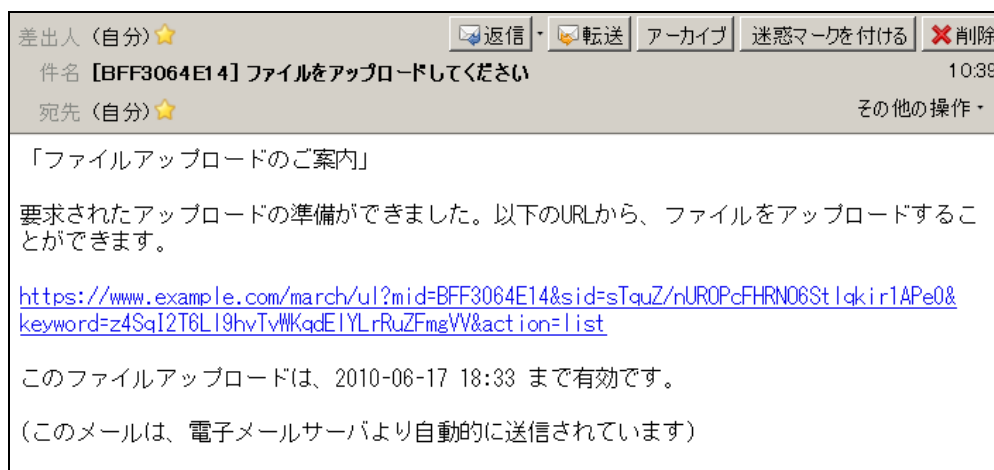 差出人 (自分) 返信 転送 アーカイブ 迷惑マークを付ける 削除
件名 [BFF3064E14] ファイルをアップロードしてください 10:39
宛先 (自分) その他の操作
「ファイルアップロードのご案内」
要求されたアップロードの準備ができました。以下のURLから、ファイルをアップロードするこ
とができます。
https://www.example.com/march/ul?mid=BFF3064E14&sid=sTquZ/nUROPcFHRNO6Stlqkir1APe0&
keyword=z4SqI2T6Ll9hvTvWKqdElYLrRuZFmgVV&action=list
このファイルアップロードは、2010-06-17 18:33 まで有効です。
(このメールは、電子メールサーバより自動的に送信されています)